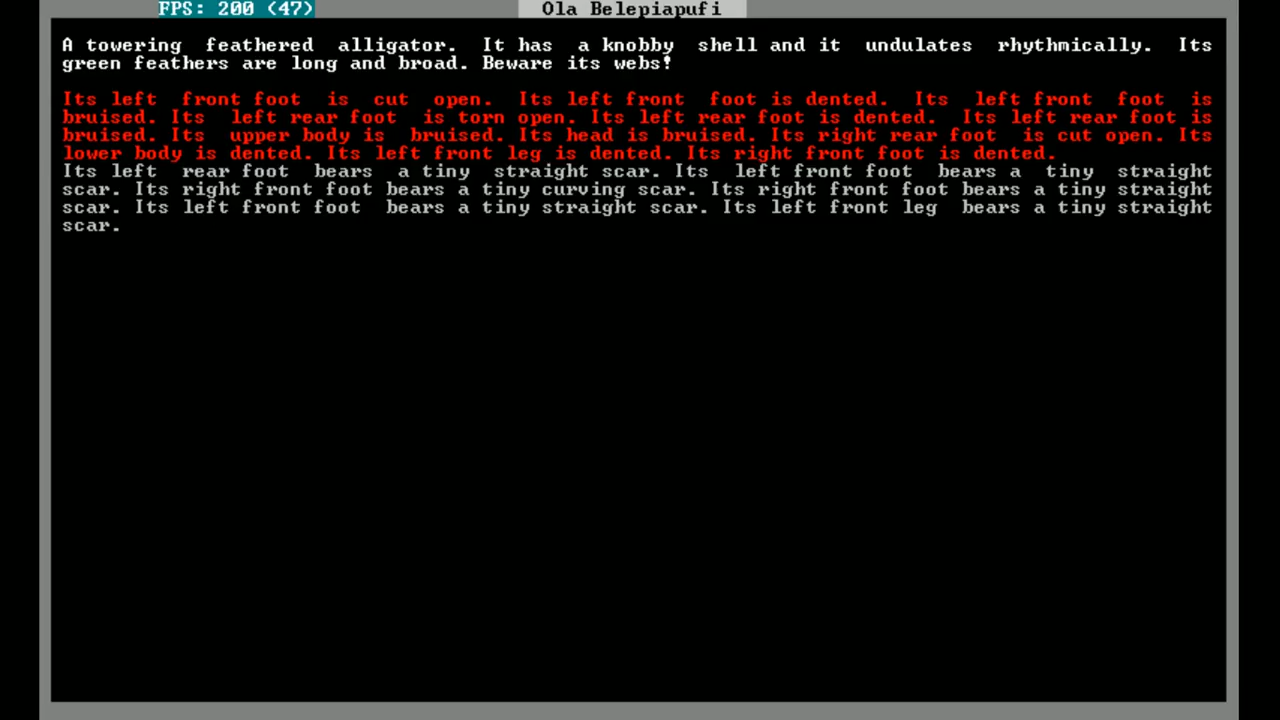 FPS: 200 (47)
Ola Belepiapufi
A towering feathered alligator. It has a knobby shell and it undulates rhythmically. Its
green feathers are long and broad. Beware its webs!
Its left front foot is cut open. Its left front foot is dented. Its left front foot is
bruised. Its left rear foot is torn open. Its left rear foot is dented. Its left rear foot is
bruised. Its upper body is bruised. Its head is bruised. Its right rear foot is cut open. Its
lower body is dented. Its left front leg is dented. Its right front foot is dented.
Its left rear foot bears a tiny straight scar. Its left front foot bears a tiny straight
scar. Its right front foot bears a tiny curving scar. Its right front foot bears a tiny straight
scar. Its left front foot bears a tiny straight scar. Its left front leg bears a tiny straight
scar.